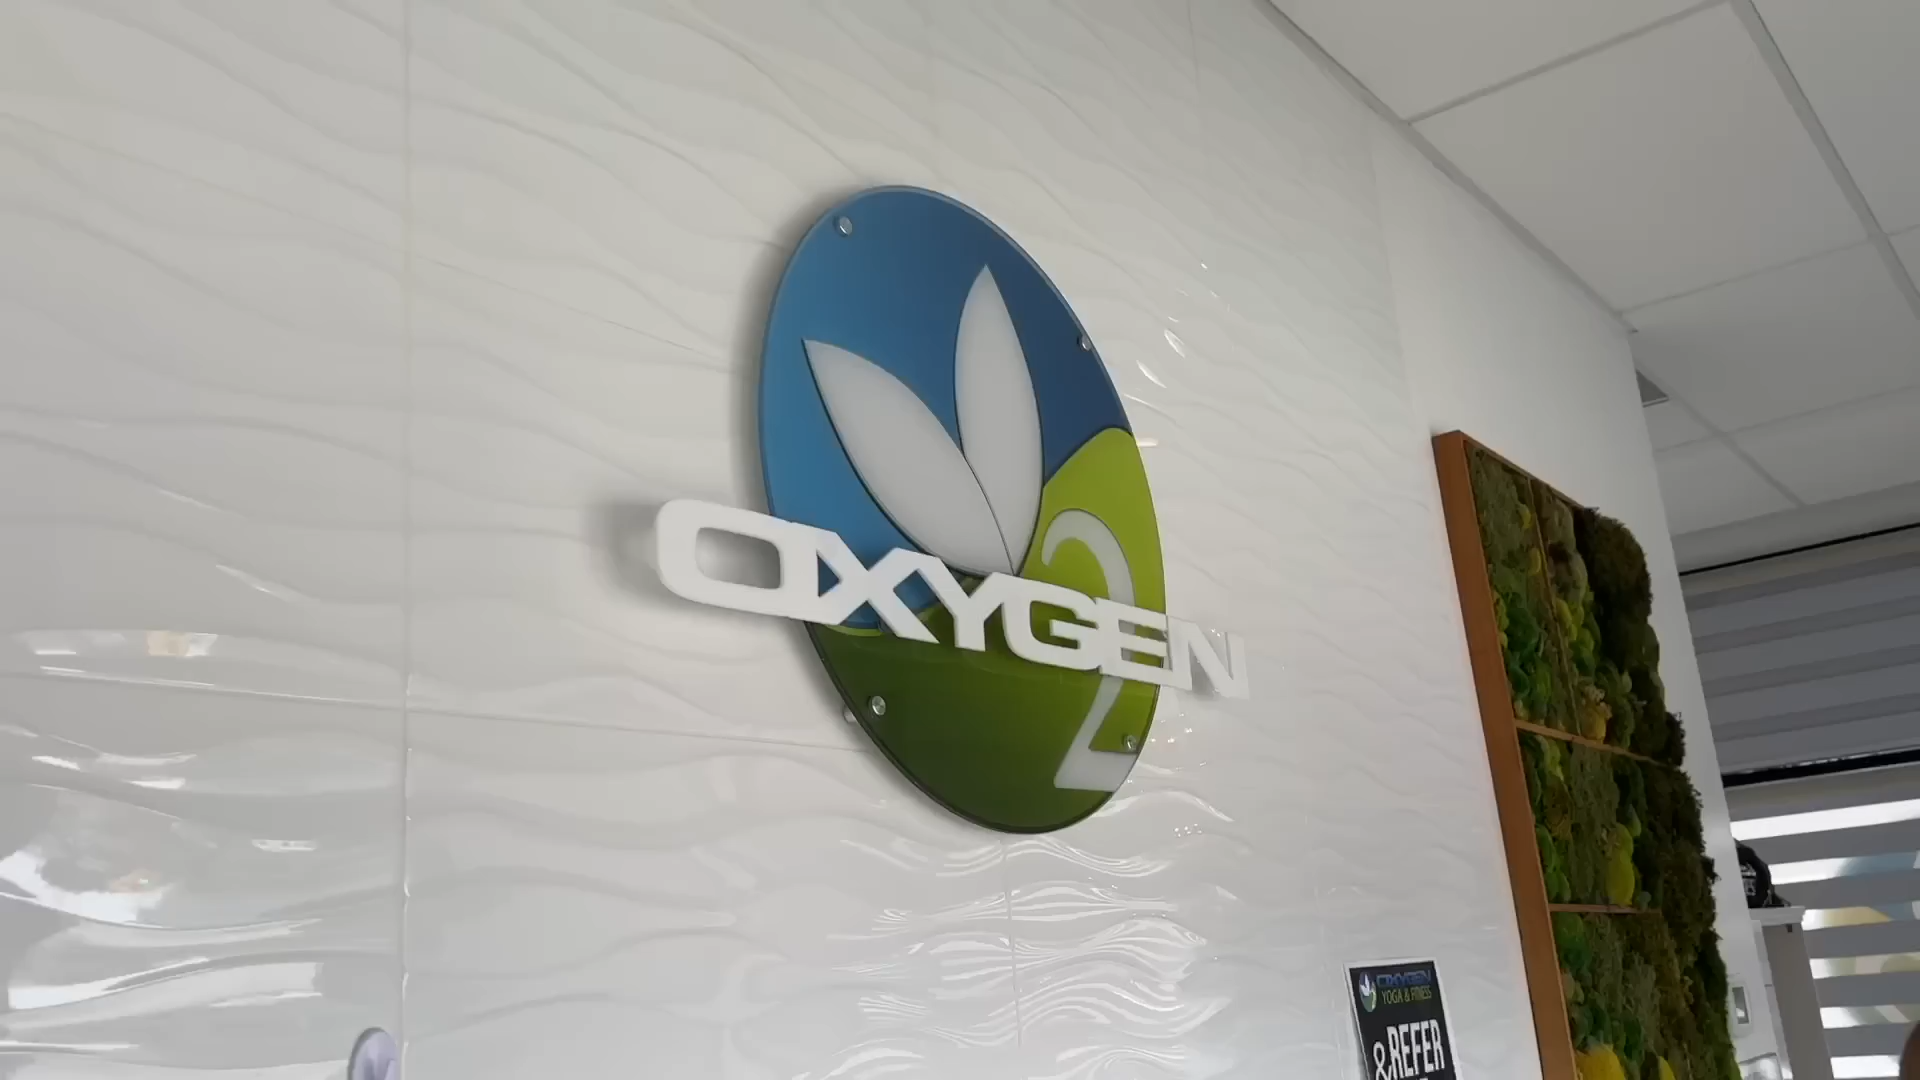 OXYGEN
2
OXYGEN
YOGA & FITNESS
& REFER